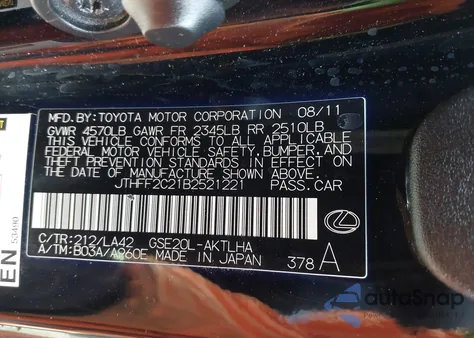 MFD.BY:TOYOTA MOTOR CORPORATION 08/11
GVWR 4570LB GAWR FR 2345LB RR 2510LB
THIS VEHICLE CONFORMS TO ALL APPLICABLE
FEDERAL MOTOR VEHICLE SAFETY,BUMPER,AND
THEFT PREVENTION STANDARDS IN EFFECT ON
THE DATE OF MANUFACTURE SHOWN ABOVE.
JTHFF2C21B2521221 PASS.CAR
C/TR:212/LA42 GSE20L-AKTLHA
A/TM:B03A/A960E MADE IN JAPAN 378 A
EN
53490
autoSnap